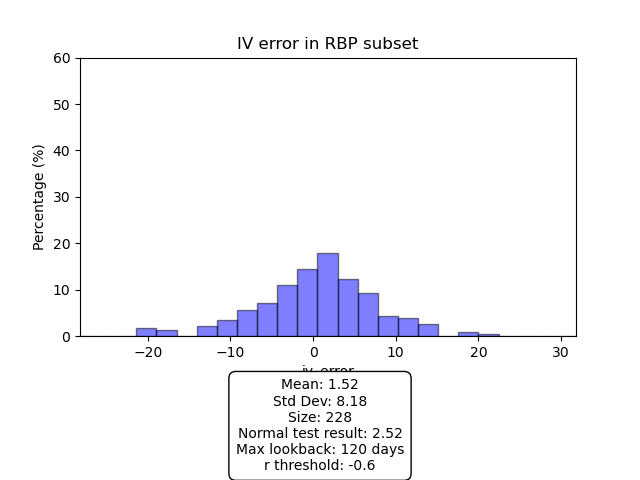 IV error in RBP subset
60
50
40
30
20
10
0
Percentage (%)
−20
−10
0
10
20
30
iv_error
Mean: 1.52
Std Dev: 8.18
Size: 228
Normal test result: 2.52
Max lookback: 120 days
r threshold: -0.6